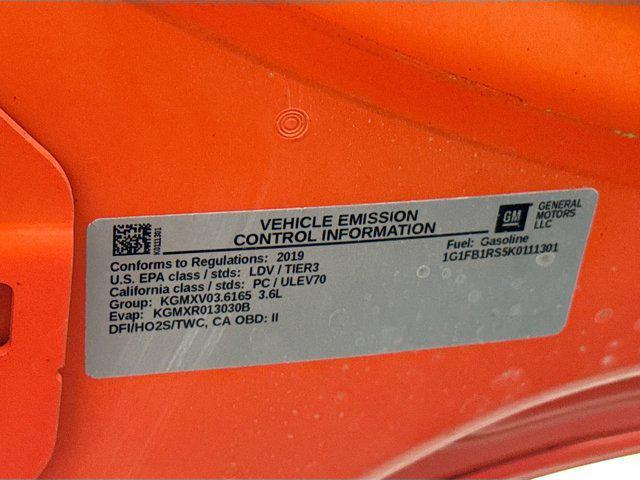 VEHICLE EMISSION
CONTROL INFORMATION
K0111301
GM
GENERAL
MOTORS
LLC
Conforms to Regulations: 2019
U.S. EPA class / stds: LDV / TIER3
California class / stds: PC / ULEV70
Group: KGMXV03.6165 3.6L
Evap: KGMXR013030B
DFI/HO2S/TWC, CA OBD: II
Fuel: Gasoline
1G1FB1RS5K0111301